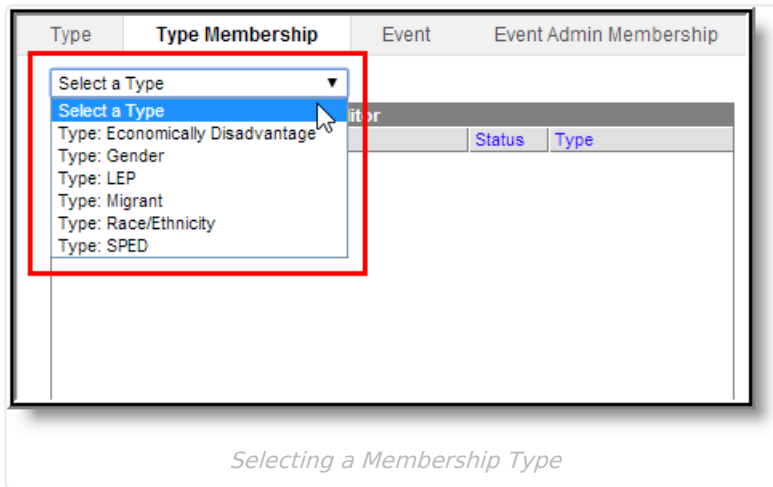 Type Type Membership Event Event Admin Membership
Select a Type
Select a Type
Type: Economically Disadvantage
Type: Gender
Type: LEP
Type: Migrant
Type: Race/Ethnicity
Type: SPED
Status Type
Selecting a Membership Type